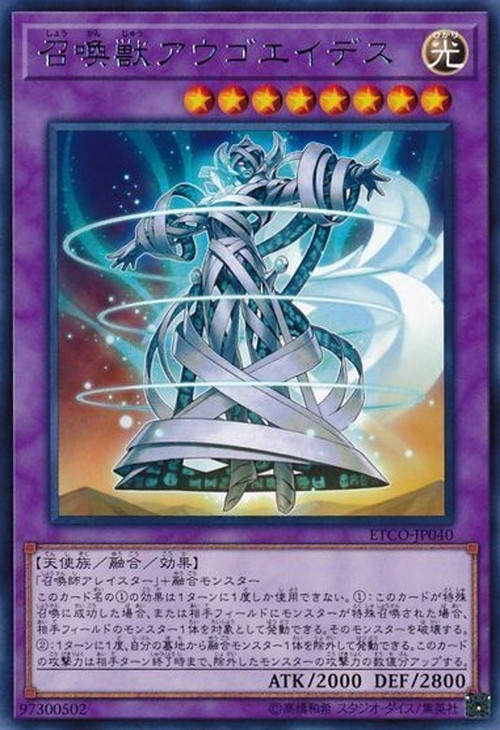 召喚獣アウゴエイデス
光
ETCO-JP040
【天使族／融合／効果】
「召喚師アレイスター」＋融合モンスター
このカード名の①の効果は１ターンに１度しか使用できない。①：このカードが特殊
召喚に成功した場合、または相手フィールドにモンスターが特殊召喚された場合、
相手フィールドのモンスター１体を対象として発動できる。そのモンスターを破壊する。
②：１ターンに１度、自分の墓地から融合モンスター１体を除外して発動できる。このカード
の攻撃力は相手ターン終了時まで、除外したモンスターの攻撃力の数値分アップする。
ATK/2000 DEF/2800
97300502 ©高橋和希 スタジオ・ダイス/集英社